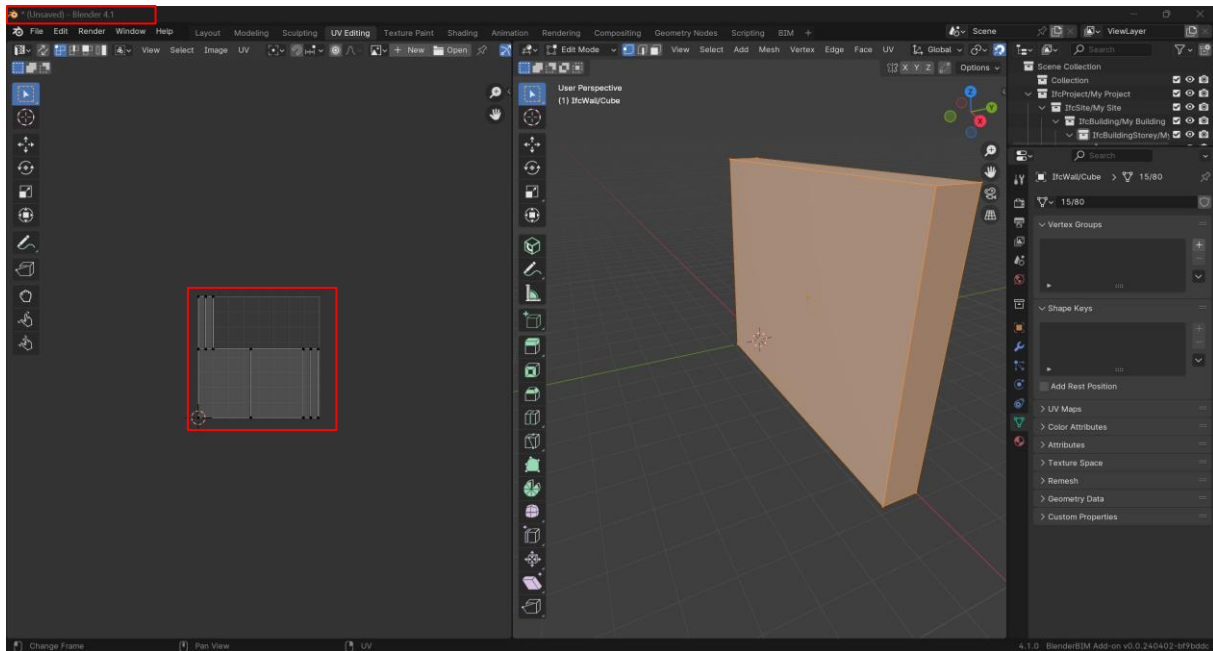 * (Unsaved) - Blender 4.1
File Edit Render Window Help Layout Modeling Sculpting UV Editing Texture Paint Shading Animation Rendering Compositing Geometry Nodes Scripting BIM + Scene ViewLayer
View Select Image UV + New Open Edit Mode View Select Add Mesh Vertex Edge Face UV Global Search
X Y Z Options
Scene Collection
Collection
User Perspective
(1) IfcWall/Cube
IfcProject/My Project
IfcSite/My Site
IfcBuilding/My Building
IfcBuildingStorey/My
Z
Y
X
Search
IfcWall/Cube > 15/80
15/80
Vertex Groups
Shape Keys
Add Rest Position
> UV Maps
> Color Attributes
> Attributes
> Texture Space
> Remesh
> Geometry Data
> Custom Properties
Change Frame Pan View UV 4.1.0 BlenderBIM Add-on v0.0.240402-bf9bddc